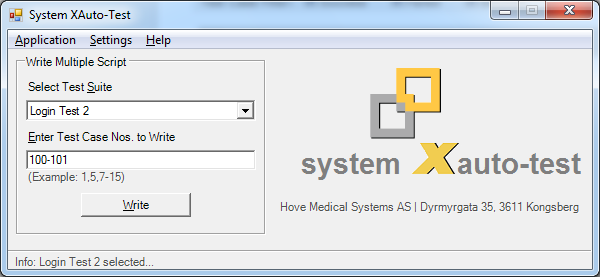 System XAuto-Test
Application Settings Help
Write Multiple Script
Select Test Suite
Login Test 2
Enter Test Case Nos. to Write
100-101
(Example: 1,5,7-15)
Write
system Xauto-test
Hove Medical Systems AS | Dyrmyrgata 35, 3611 Kongsberg
Info: Login Test 2 selected...